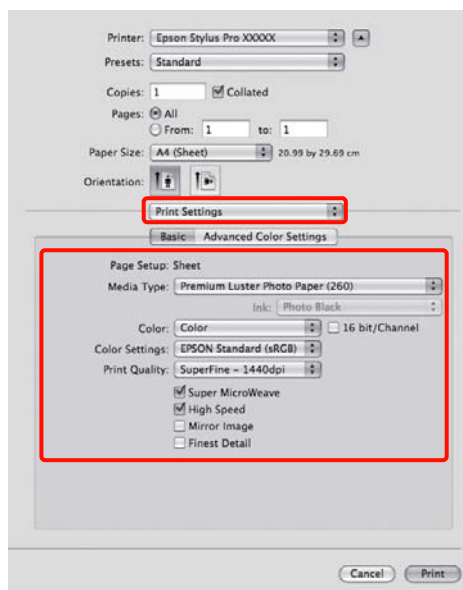 Printer: Epson Stylus Pro XXXXX
Presets: Standard
Copies: 1 Collated
Pages: All
From: 1 to: 1
Paper Size: A4 (Sheet) 20.99 by 29.69 cm
Orientation:
Print Settings
Basic Advanced Color Settings
Page Setup: Sheet
Media Type: Premium Luster Photo Paper (260)
Ink: Photo Black
Color: Color 16 bit/Channel
Color Settings: EPSON Standard (sRGB)
Print Quality: SuperFine – 1440dpi
Super MicroWeave
High Speed
Mirror Image
Finest Detail
Cancel Print